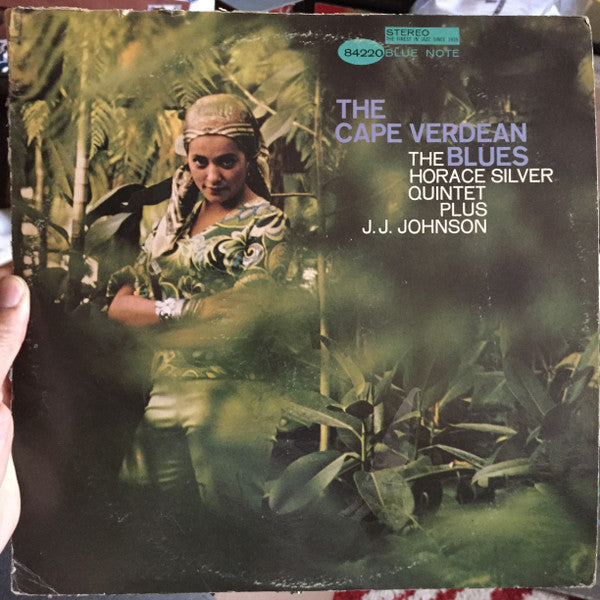 STEREO
THE FINEST IN JAZZ SINCE 1939
84220 BLUE NOTE
THE
CAPE VERDEAN
THE BLUES
HORACE SILVER
QUINTET
PLUS
J.J. JOHNSON